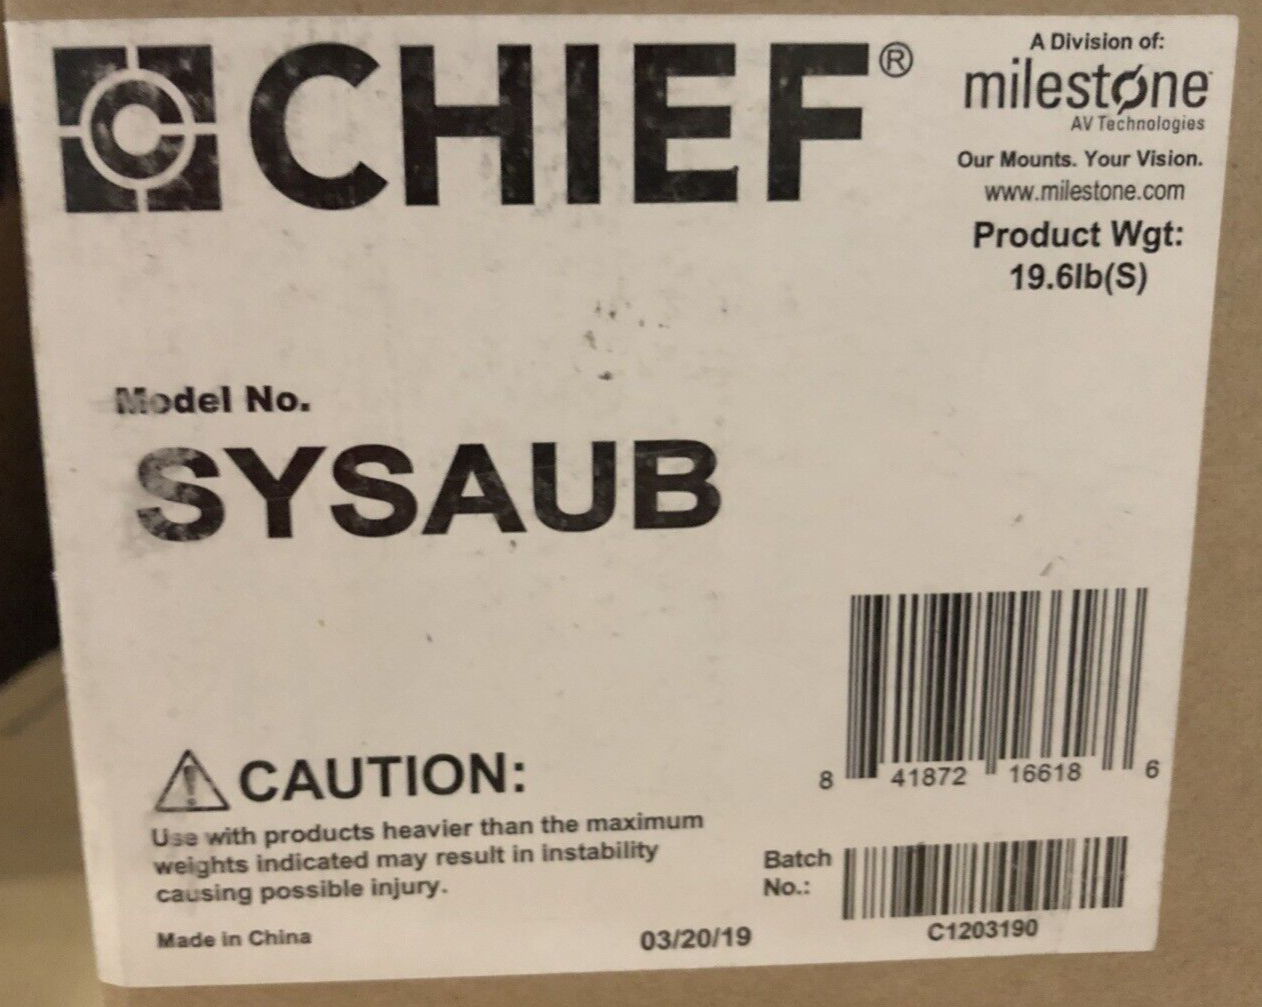 CHIEF®
A Division of:
milestone
AV Technologies
Our Mounts. Your Vision.
www.milestone.com
Product Wgt:
19.6lb(S)
Model No.
SYSAUB
8 41872 16618 6
CAUTION:
Use with products heavier than the maximum
weights indicated may result in instability
causing possible injury.
Batch
No.:
C1203190
Made in China
03/20/19